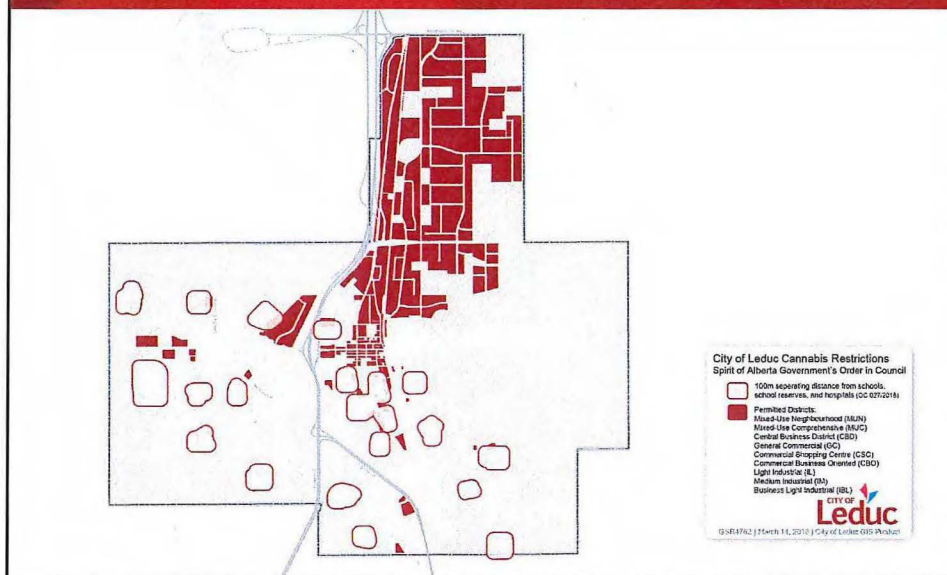 City of Leduc Cannabis Restrictions
Spirit of Alberta Government's Order in Council
100m seperating distance from schools,
school reserves, and hospitals (OC 027/2018)
Permitted Districts:
Mixed-Use Neighbourhood (MUN)
Mixed-Use Comprehensive (MUC)
Central Business District (CBD)
General Commercial (GC)
Commercial Shopping Centre (CSC)
Commercial Business Oriented (CBO)
Light Industrial (IL)
Medium Industrial (IM)
Business Light Industrial (IBL)
CITY OF
Leduc
March 14, 2018 | City of Leduc GIS Product